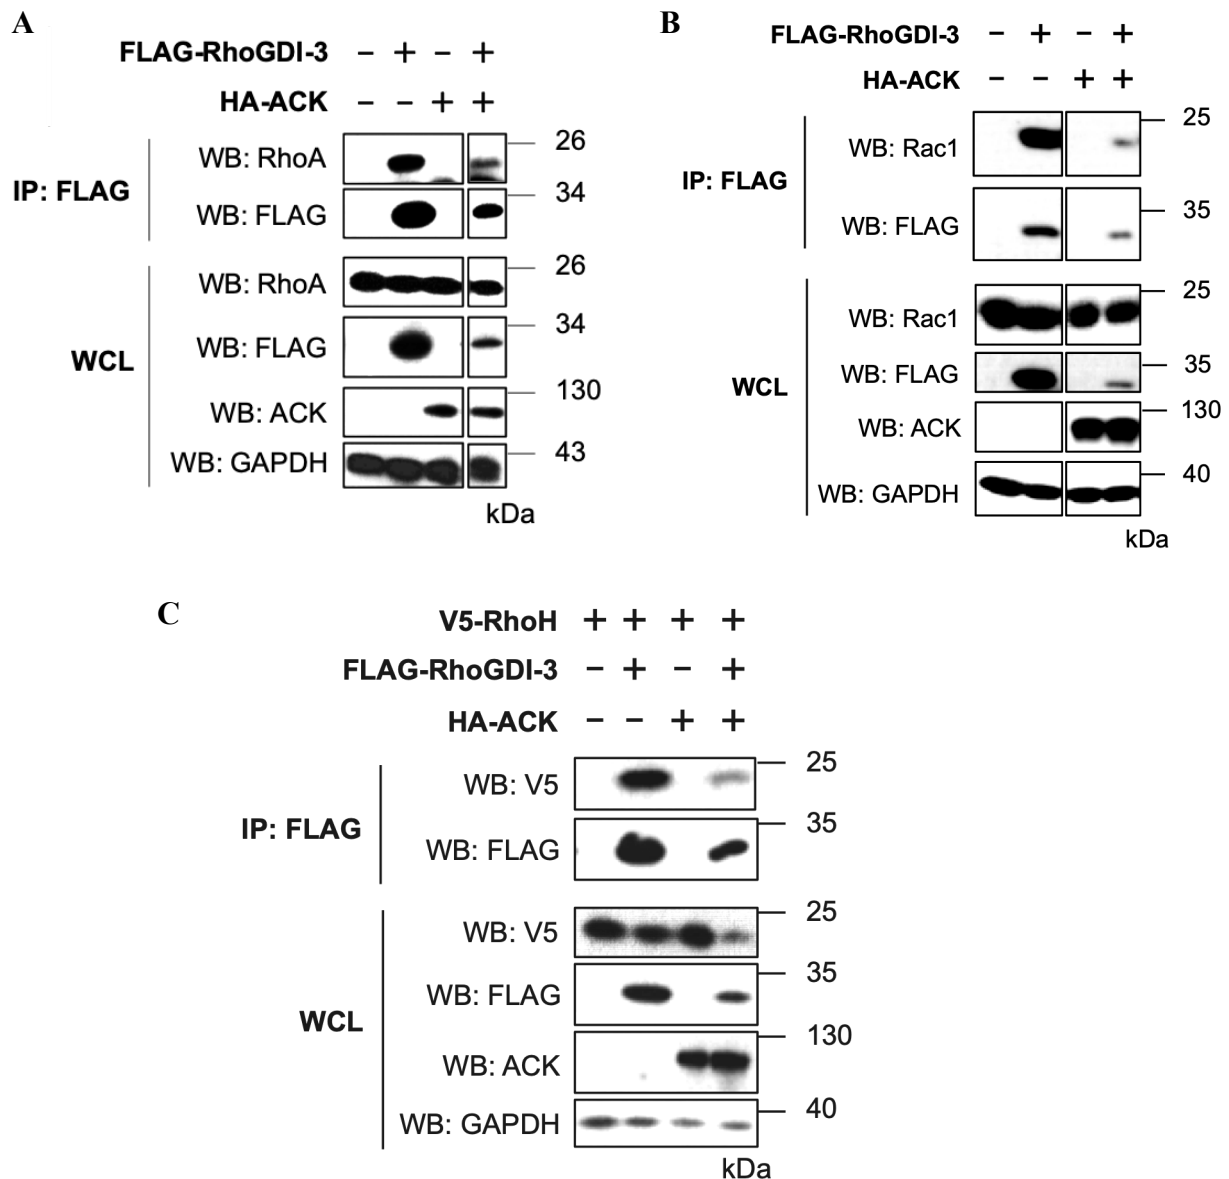 A
FLAG-RhoGDI-3 − + − +
HA-ACK − − + +
IP: FLAG
WB: RhoA 26
WB: FLAG 34
WCL
WB: RhoA 26
WB: FLAG 34
WB: ACK 130
WB: GAPDH 43
kDa
B
FLAG-RhoGDI-3 − + − +
HA-ACK − − + +
IP: FLAG
WB: Rac1 25
WB: FLAG 35
WCL
WB: Rac1 25
WB: FLAG 35
WB: ACK 130
WB: GAPDH 40
kDa
C
V5-RhoH + + + +
FLAG-RhoGDI-3 − + − +
HA-ACK − − + +
IP: FLAG
WB: V5 25
WB: FLAG 35
WCL
WB: V5 25
WB: FLAG 35
WB: ACK 130
WB: GAPDH 40
kDa